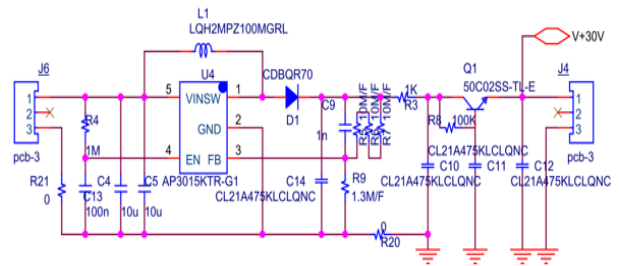 L1
LQH2MPZ100MGRL
V+30V
J6
U4
CDBQR70
Q1
J4
50C02SS-TL-E
1
2
3
pcb-3
5
VINSW
1
D1
C9
1n
R5 10M/F
R6 10M/F
R7 10M/F
1K
R3
R8
100K
1
2
3
pcb-3
R4
1M
GND
2
4
EN
FB
3
AP3015KTR-G1
R21
0
C13
100n
C4
10u
C5
10u
C14
CL21A475KLCLQNC
R9
1.3M/F
CL21A475KLCLQNC
C10
CL21A475KLCLQNC
C11
C12
CL21A475KLCLQNC
0
R20